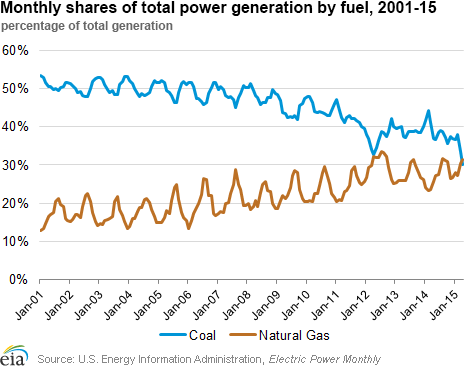 Monthly shares of total power generation by fuel, 2001-15
percentage of total generation
60%
50%
40%
30%
20%
10%
0%
Jan-01 Jan-02 Jan-03 Jan-04 Jan-05 Jan-06 Jan-07 Jan-08 Jan-09 Jan-10 Jan-11 Jan-12 Jan-13 Jan-14 Jan-15
Coal Natural Gas
eia Source: U.S. Energy Information Administration, Electric Power Monthly